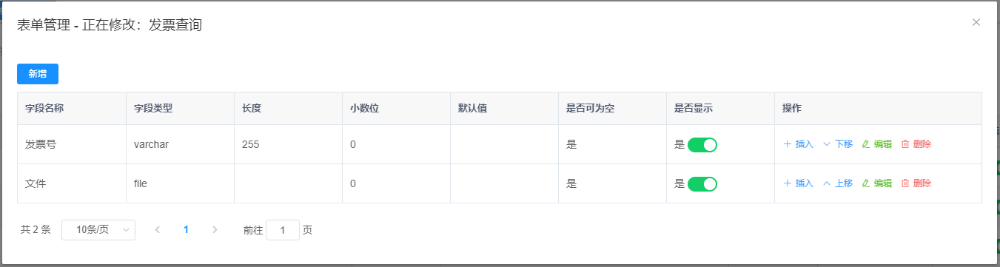 表单管理 - 正在修改：发票查询
新增
字段名称 字段类型 长度 小数位 默认值 是否可为空 是否显示 操作
发票号 varchar 255 0 是 是 插入 下移 编辑 删除
文件 file 0 是 是 插入 上移 编辑 删除
共 2 条 10条/页 1 前往 1 页